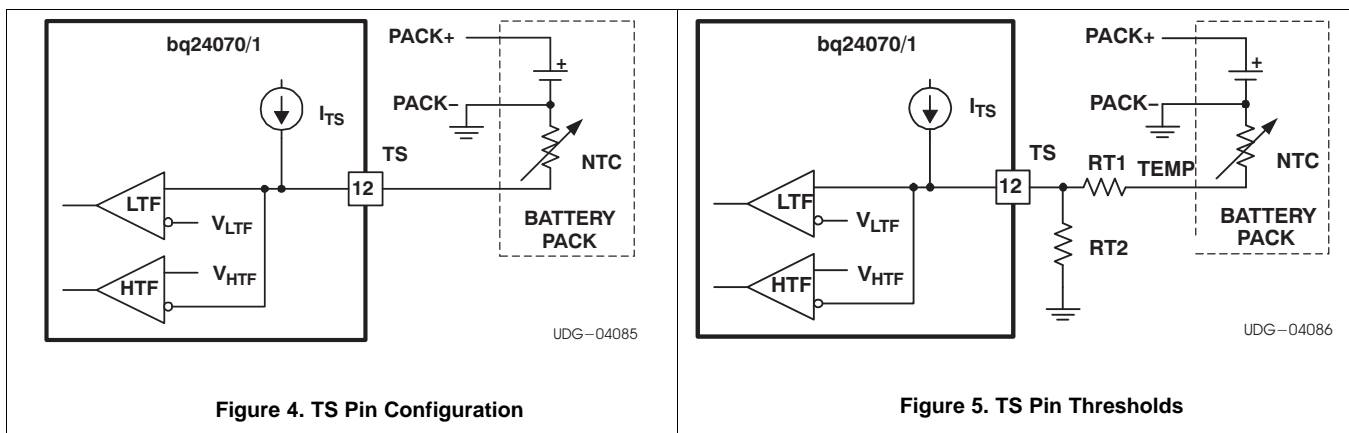 bq24070/1
PACK+
+
PACK−
I_TS
TS
NTC
12
LTF
V_LTF
BATTERY
PACK
V_HTF
HTF
UDG−04085
Figure 4. TS Pin Configuration
bq24070/1
PACK+
+
PACK−
I_TS
TS
RT1
TEMP
NTC
12
LTF
V_LTF
BATTERY
PACK
RT2
V_HTF
HTF
UDG−04086
Figure 5. TS Pin Thresholds